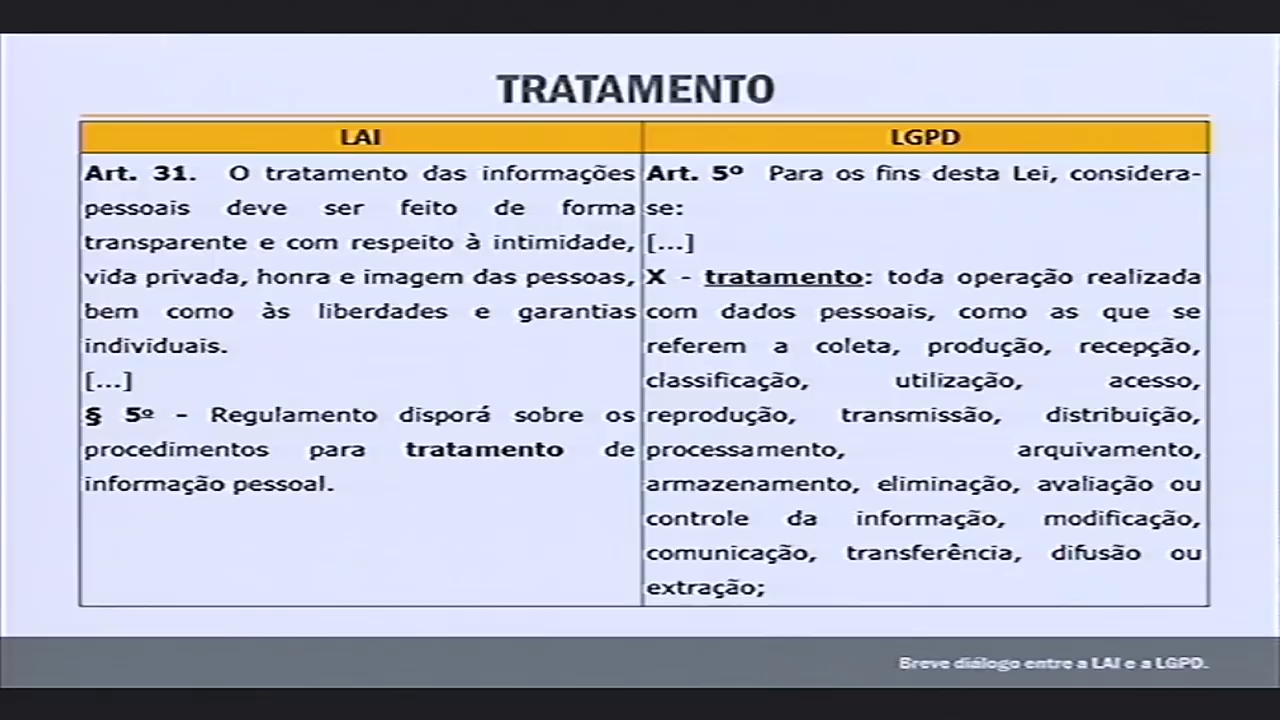 TRATAMENTO
LAI
Art. 31. O tratamento das informações
pessoais deve ser feito de forma
transparente e com respeito à intimidade,
vida privada, honra e imagem das pessoas,
bem como às liberdades e garantias
individuais.
[...]
§ 5º – Regulamento disporá sobre os
procedimentos para tratamento de
informação pessoal.
LGPD
Art. 5º Para os fins desta Lei, considera-
se:
[...]
X - tratamento: toda operação realizada
com dados pessoais, como as que se
referem a coleta, produção, recepção,
classificação, utilização, acesso,
reprodução, transmissão, distribuição,
processamento, arquivamento,
armazenamento, eliminação, avaliação ou
controle da informação, modificação,
comunicação, transferência, difusão ou
extração;
Breve diálogo entre a LAI e a LGPD.